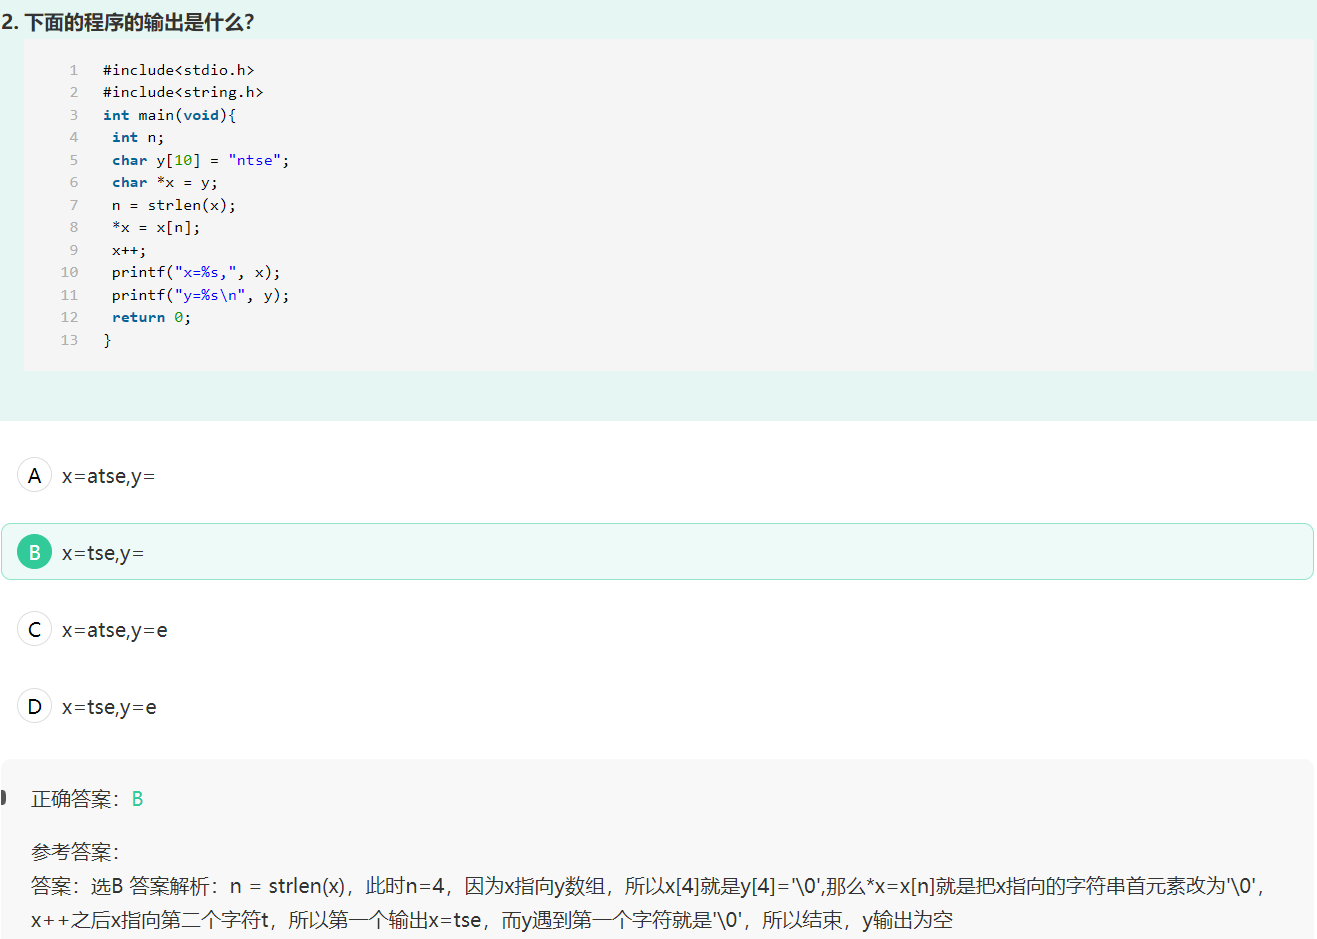 2. 下面的程序的输出是什么？
1 #include<stdio.h>
2 #include<string.h>
3 int main(void){
4 int n;
5 char y[10] = "ntse";
6 char *x = y;
7 n = strlen(x);
8 *x = x[n];
9 x++;
10 printf("x=%s,", x);
11 printf("y=%s\n", y);
12 return 0;
13 }
A x=atse,y=
B x=tse,y=
C x=atse,y=e
D x=tse,y=e
正确答案：B
参考答案：
答案：选B 答案解析：n = strlen(x)，此时n=4，因为x指向y数组，所以x[4]就是y[4]='\0',那么*x=x[n]就是把x指向的字符串首元素改为'\0'，
x++之后x指向第二个字符t，所以第一个输出x=tse，而y遇到第一个字符就是'\0'，所以结束，y输出为空